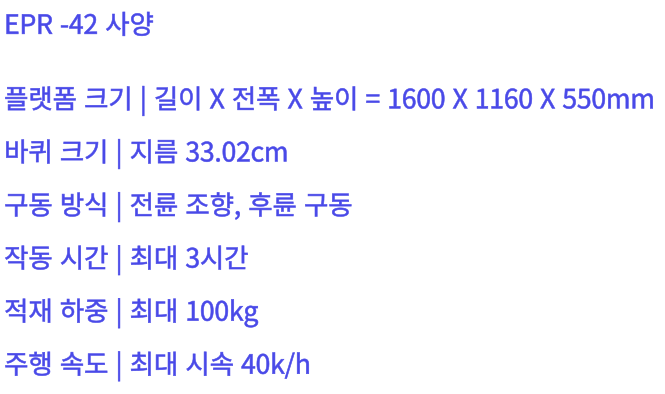 EPR -42 사양
플랫폼 크기 | 길이 X 전폭 X 높이 = 1600 X 1160 X 550mm
바퀴 크기 | 지름 33.02cm
구동 방식 | 전륜 조향, 후륜 구동
작동 시간 | 최대 3시간
적재 하중 | 최대 100kg
주행 속도 | 최대 시속 40k/h